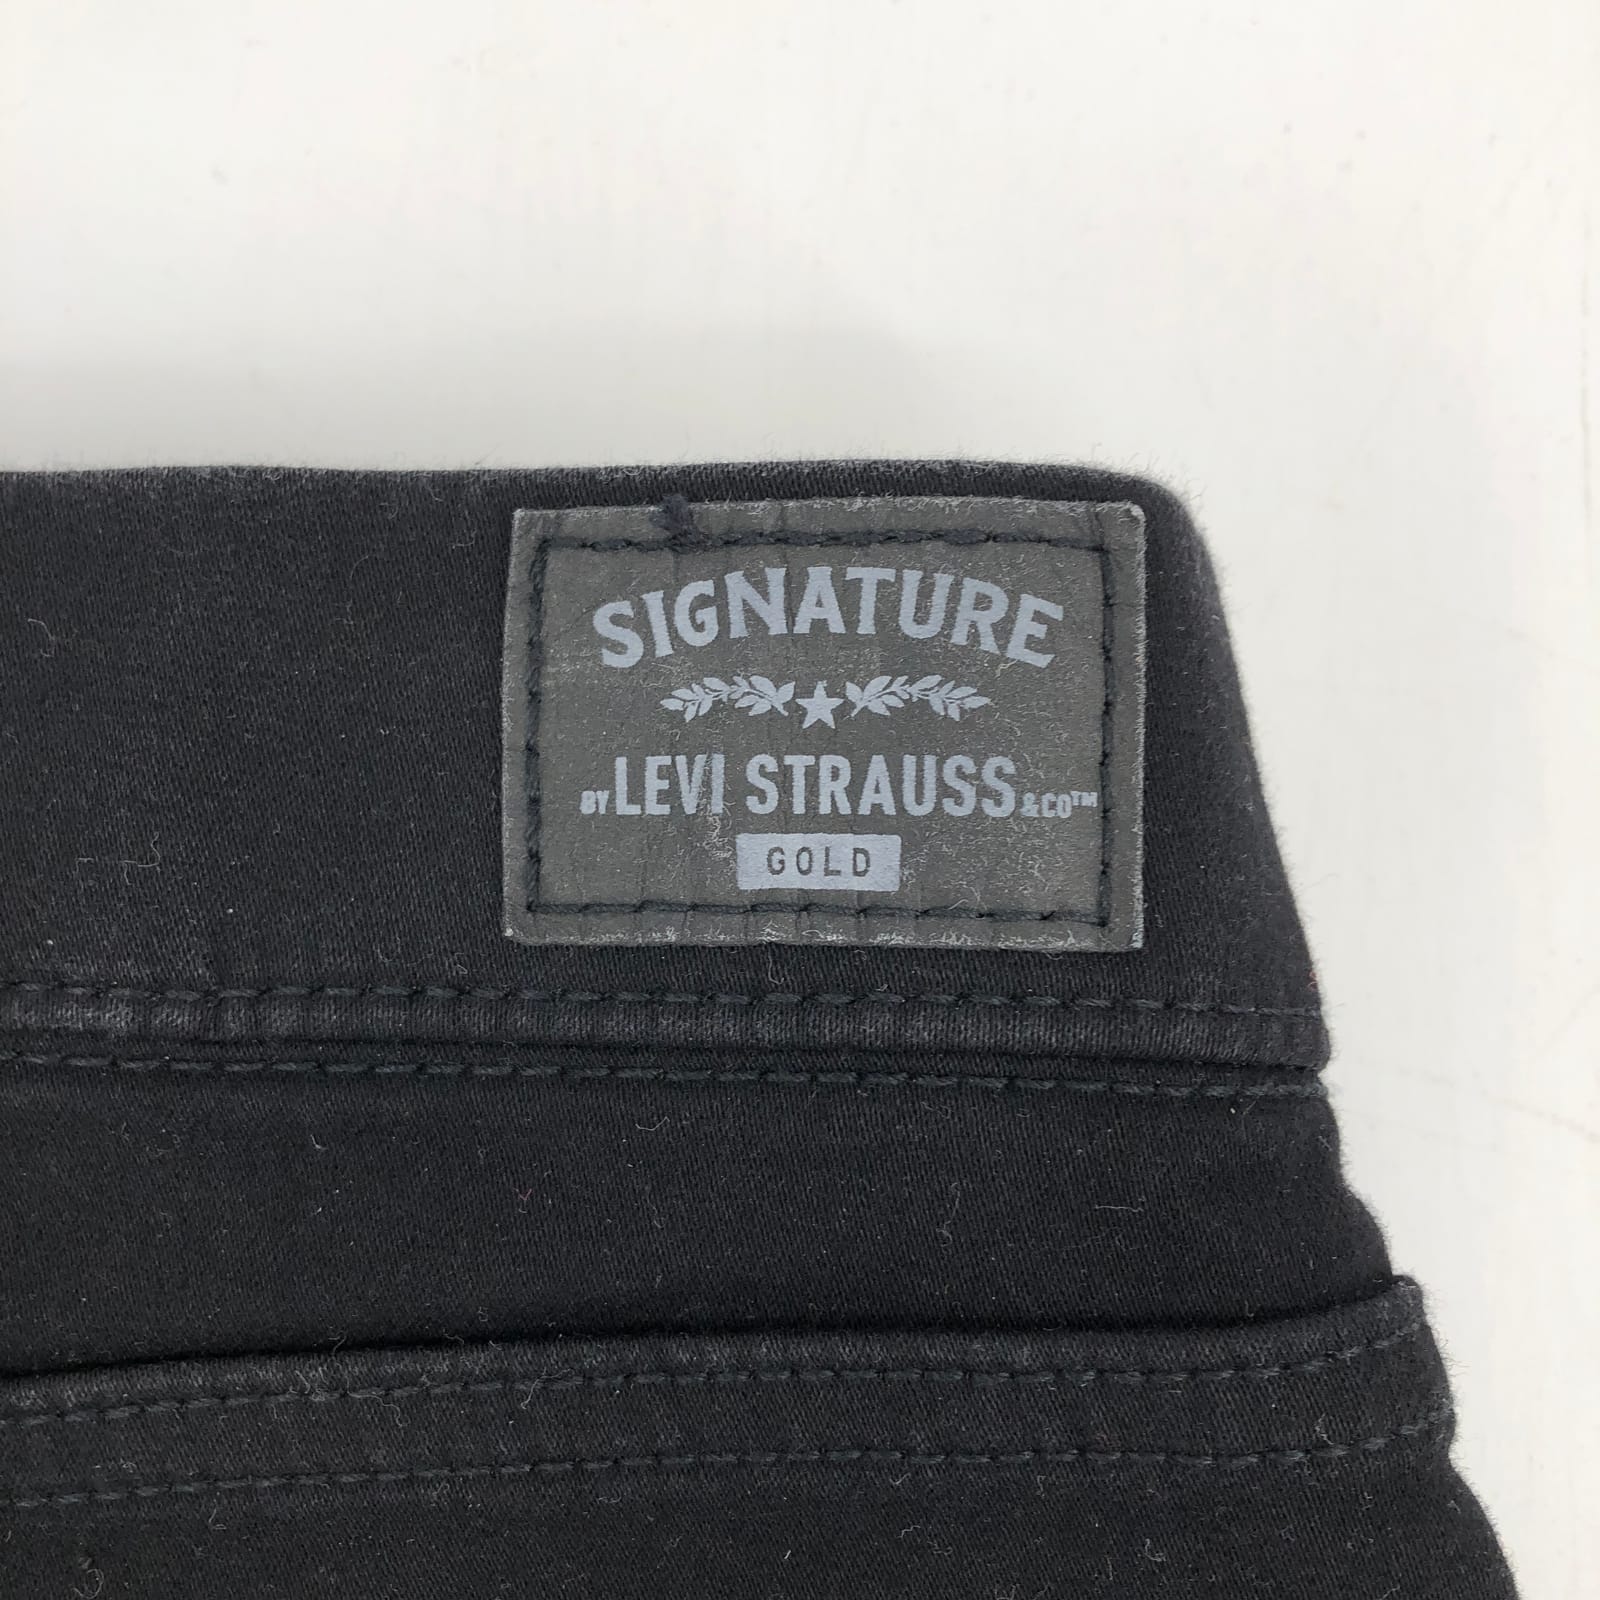 SIGNATURE
BY LEVI STRAUSS & CO™
GOLD